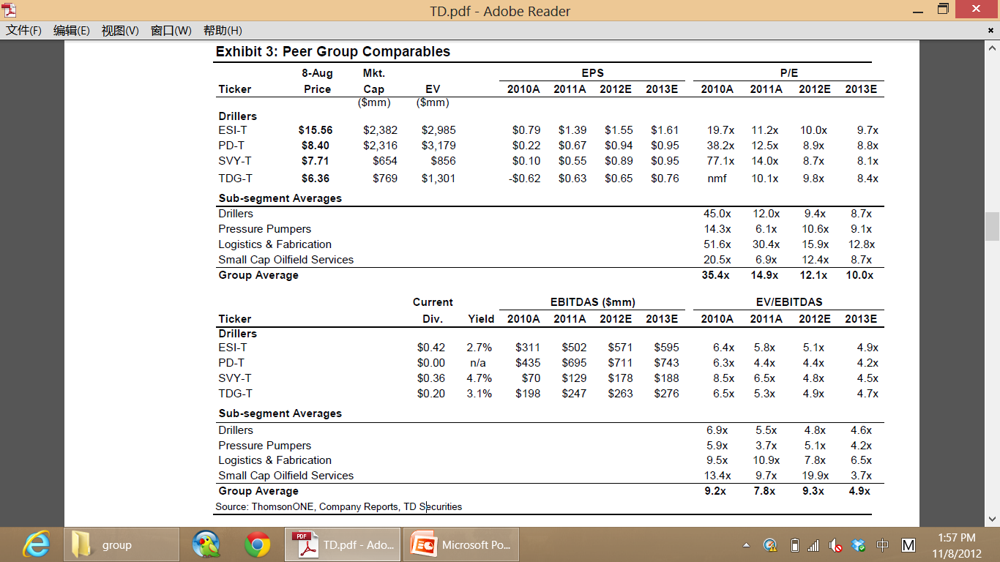 TD.pdf - Adobe Reader
文件(F) 编辑(E) 视图(V) 窗口(W) 帮助(H)
Exhibit 3: Peer Group Comparables
8-Aug Mkt. EPS P/E
Ticker Price Cap EV 2010A 2011A 2012E 2013E 2010A 2011A 2012E 2013E
($mm) ($mm)
Drillers
ESI-T $15.56 $2,382 $2,985 $0.79 $1.39 $1.55 $1.61 19.7x 11.2x 10.0x 9.7x
PD-T $8.40 $2,316 $3,179 $0.22 $0.67 $0.94 $0.95 38.2x 12.5x 8.9x 8.8x
SVY-T $7.71 $654 $856 $0.10 $0.55 $0.89 $0.95 77.1x 14.0x 8.7x 8.1x
TDG-T $6.36 $769 $1,301 -$0.62 $0.63 $0.65 $0.76 nmf 10.1x 9.8x 8.4x
Sub-segment Averages
Drillers 45.0x 12.0x 9.4x 8.7x
Pressure Pumpers 14.3x 6.1x 10.6x 9.1x
Logistics & Fabrication 51.6x 30.4x 15.9x 12.8x
Small Cap Oilfield Services 20.5x 6.9x 12.4x 8.7x
Group Average 35.4x 14.9x 12.1x 10.0x
Current EBITDAS ($mm) EV/EBITDAS
Ticker Div. Yield 2010A 2011A 2012E 2013E 2010A 2011A 2012E 2013E
Drillers
ESI-T $0.42 2.7% $311 $502 $571 $595 6.4x 5.8x 5.1x 4.9x
PD-T $0.00 n/a $435 $695 $711 $743 6.3x 4.4x 4.4x 4.2x
SVY-T $0.36 4.7% $70 $129 $178 $188 8.5x 6.5x 4.8x 4.5x
TDG-T $0.20 3.1% $198 $247 $263 $276 6.5x 5.3x 4.9x 4.7x
Sub-segment Averages
Drillers 6.9x 5.5x 4.8x 4.6x
Pressure Pumpers 5.9x 3.7x 5.1x 4.2x
Logistics & Fabrication 9.5x 10.9x 7.8x 6.5x
Small Cap Oilfield Services 13.4x 9.7x 19.9x 3.7x
Group Average 9.2x 7.8x 9.3x 4.9x
Source: ThomsonONE, Company Reports, TD Securities
group PDF TD.pdf - Ado... Microsoft Po... 中 M 1:57 PM
11/8/2012